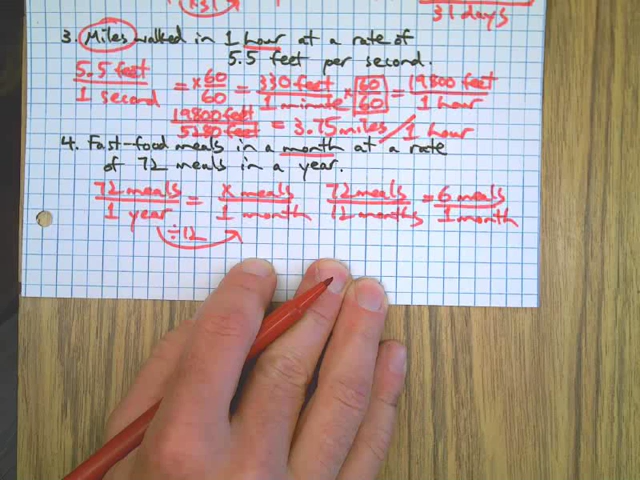 31 days
3. Miles walked in 1 hour at a rate of
5.5 feet per second.
5.5 feet / 1 second = × 60/60 = 330 feet / 1 minute × 60/60 = 19800 feet / 1 hour
19800 feet / 5280 feet = 3.75 miles / 1 hour
4. Fast-food meals in a month at a rate
of 72 meals in a year.
72 meals / 1 year = x meals / 1 month 72 meals / 12 months = 6 meals / 1 month
÷12